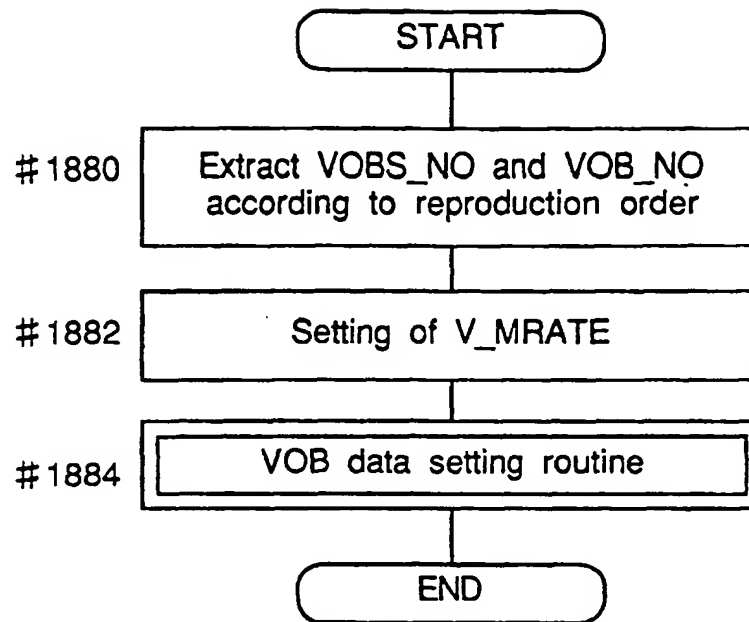 START
#1880
Extract VOBS_NO and VOB_NO
according to reproduction order
#1882
Setting of V_MRATE
#1884
VOB data setting routine
END